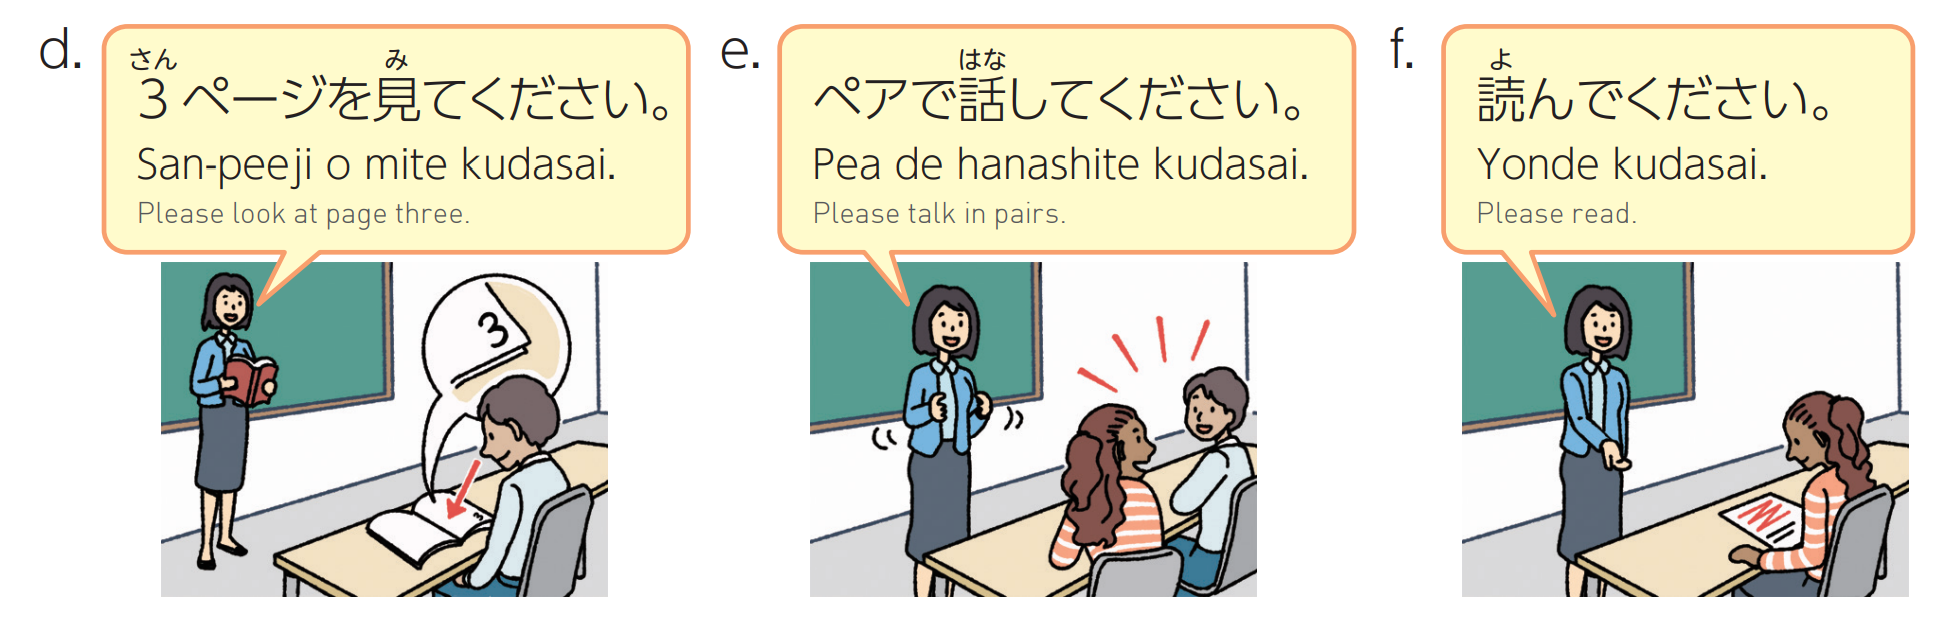 d.
さん み
3ページを見てください。
San-peeji o mite kudasai.
Please look at page three.
3
e.
はな
ペアで話してください。
Pea de hanashite kudasai.
Please talk in pairs.
f.
よ
読んでください。
Yonde kudasai.
Please read.